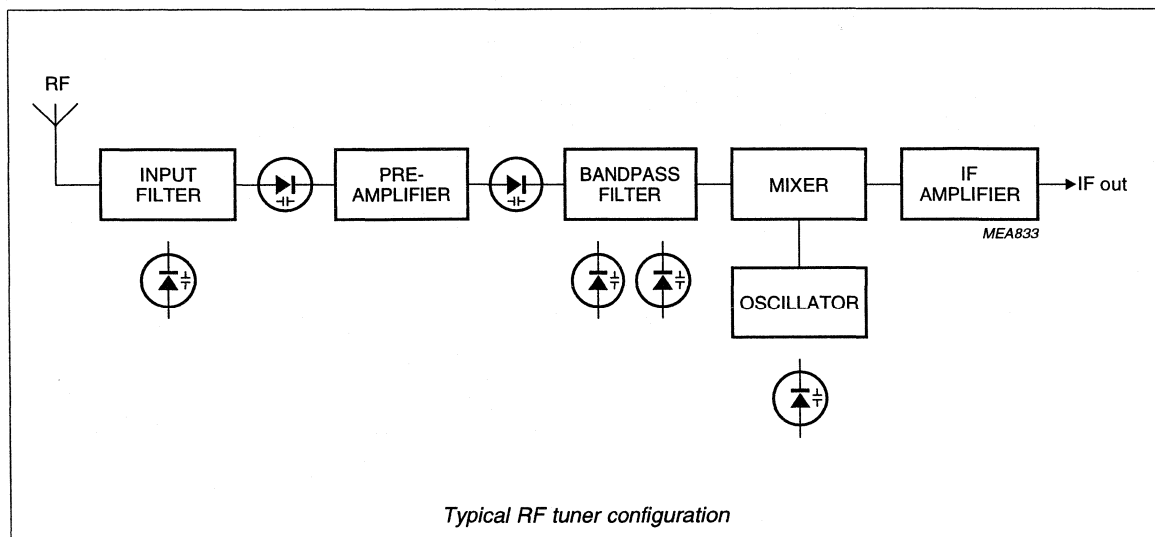 RF
INPUT
FILTER
PRE-
AMPLIFIER
BANDPASS
FILTER
MIXER
IF
AMPLIFIER
IF out
MEA833
OSCILLATOR
Typical RF tuner configuration